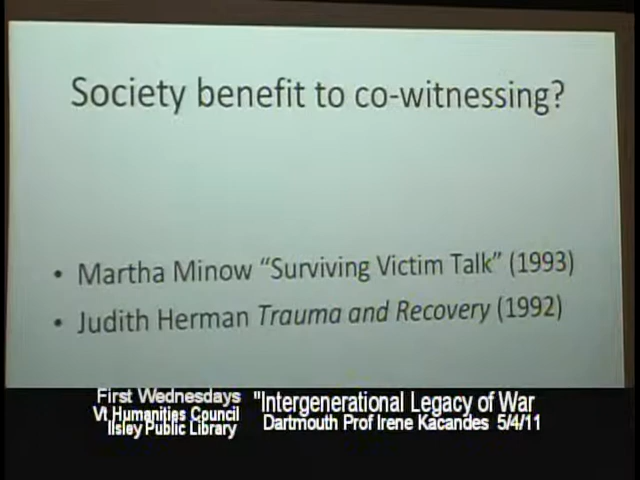 Society benefit to co-witnessing?
• Martha Minow “Surviving Victim Talk” (1993)
• Judith Herman Trauma and Recovery (1992)
First Wednesdays
Vt Humanities Council
Ilsley Public Library
"Intergenerational Legacy of War
Dartmouth Prof Irene Kacandes 5/4/11